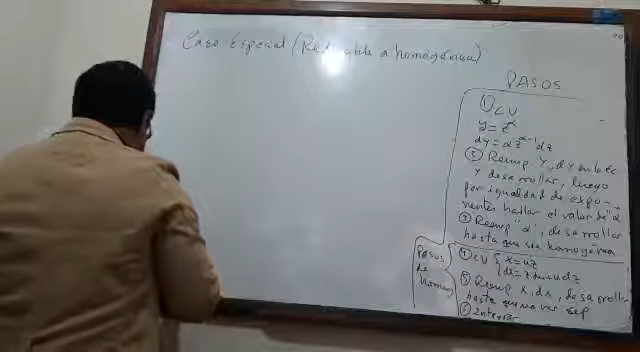 Caso Especial (Reducible a homogénea)
PASOS
① CV
y = z^α
dy = αz^α-1 dz
② Reemp. y, dy en la ec
y desarrollar, luego
por igualdad de expo-
nentes hallar el valor de "α"
③ Reemp "α", desarrollar
hasta que sea homogénea
Pasos
de
homog
④ CV { x = uz
dx = zdu+udz
⑤ Reemp x, dx, desarrollar
hasta que var sep
⑥ Integrar